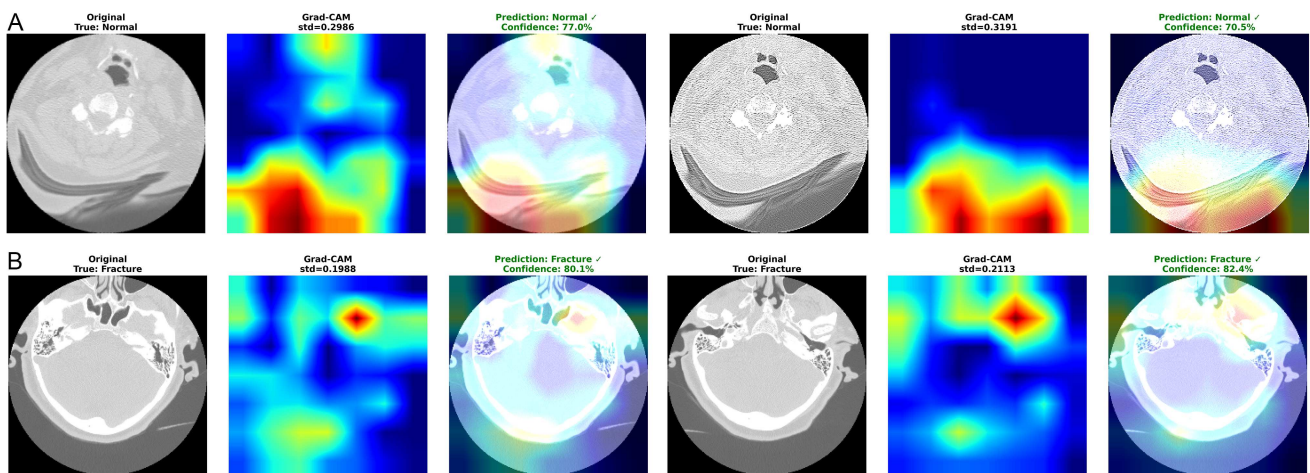 A
Original
True: Normal
Grad-CAM
std=0.2986
Prediction: Normal ✓
Confidence: 77.0%
Original
True: Normal
Grad-CAM
std=0.3191
Prediction: Normal ✓
Confidence: 70.5%
B
Original
True: Fracture
Grad-CAM
std=0.1988
Prediction: Fracture ✓
Confidence: 80.1%
Original
True: Fracture
Grad-CAM
std=0.2113
Prediction: Fracture ✓
Confidence: 82.4%